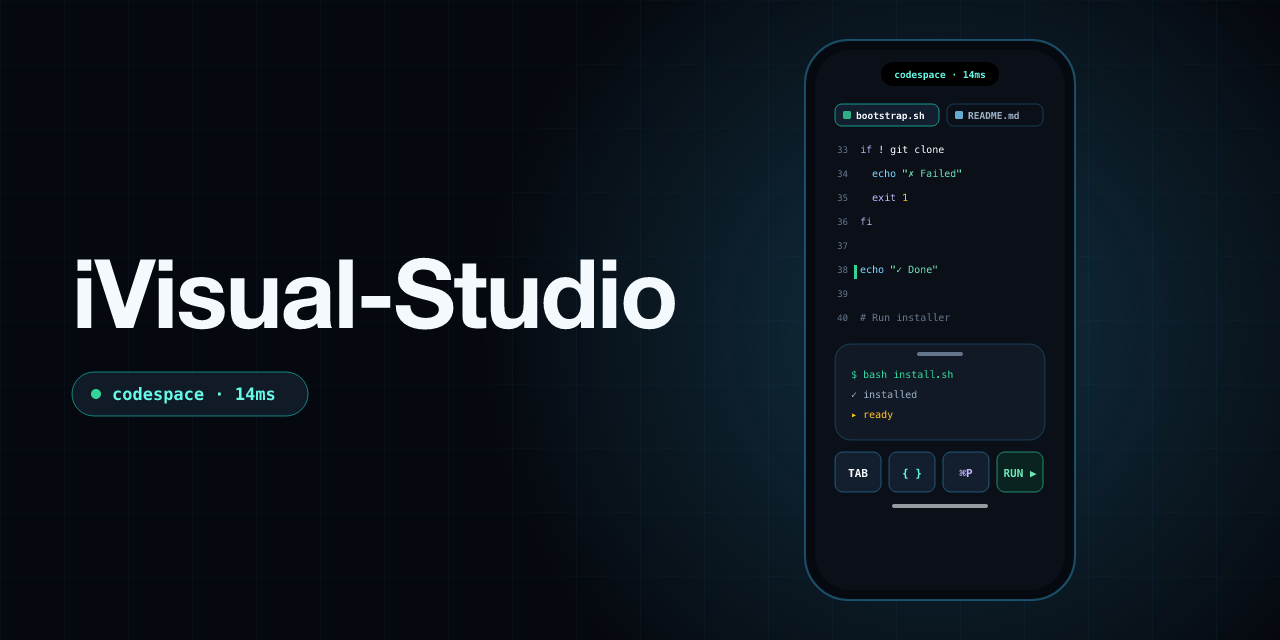 iVisual-Studio
codespace · 14ms
codespace · 14ms
bootstrap.sh README.md
33 if ! git clone
34 echo "✗ Failed"
35 exit 1
36 fi
37
38 echo "✓ Done"
39
40 # Run installer
$ bash install.sh
✓ installed
▸ ready
TAB { } ⌘P RUN ▶